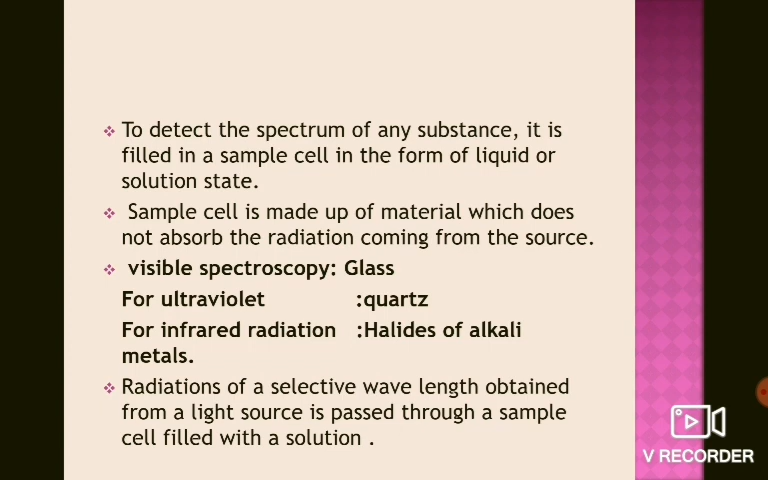 To detect the spectrum of any substance, it is
filled in a sample cell in the form of liquid or
solution state.
Sample cell is made up of material which does
not absorb the radiation coming from the source.
visible spectroscopy: Glass
For ultraviolet :quartz
For infrared radiation :Halides of alkali
metals.
Radiations of a selective wave length obtained
from a light source is passed through a sample
cell filled with a solution .
V RECORDER